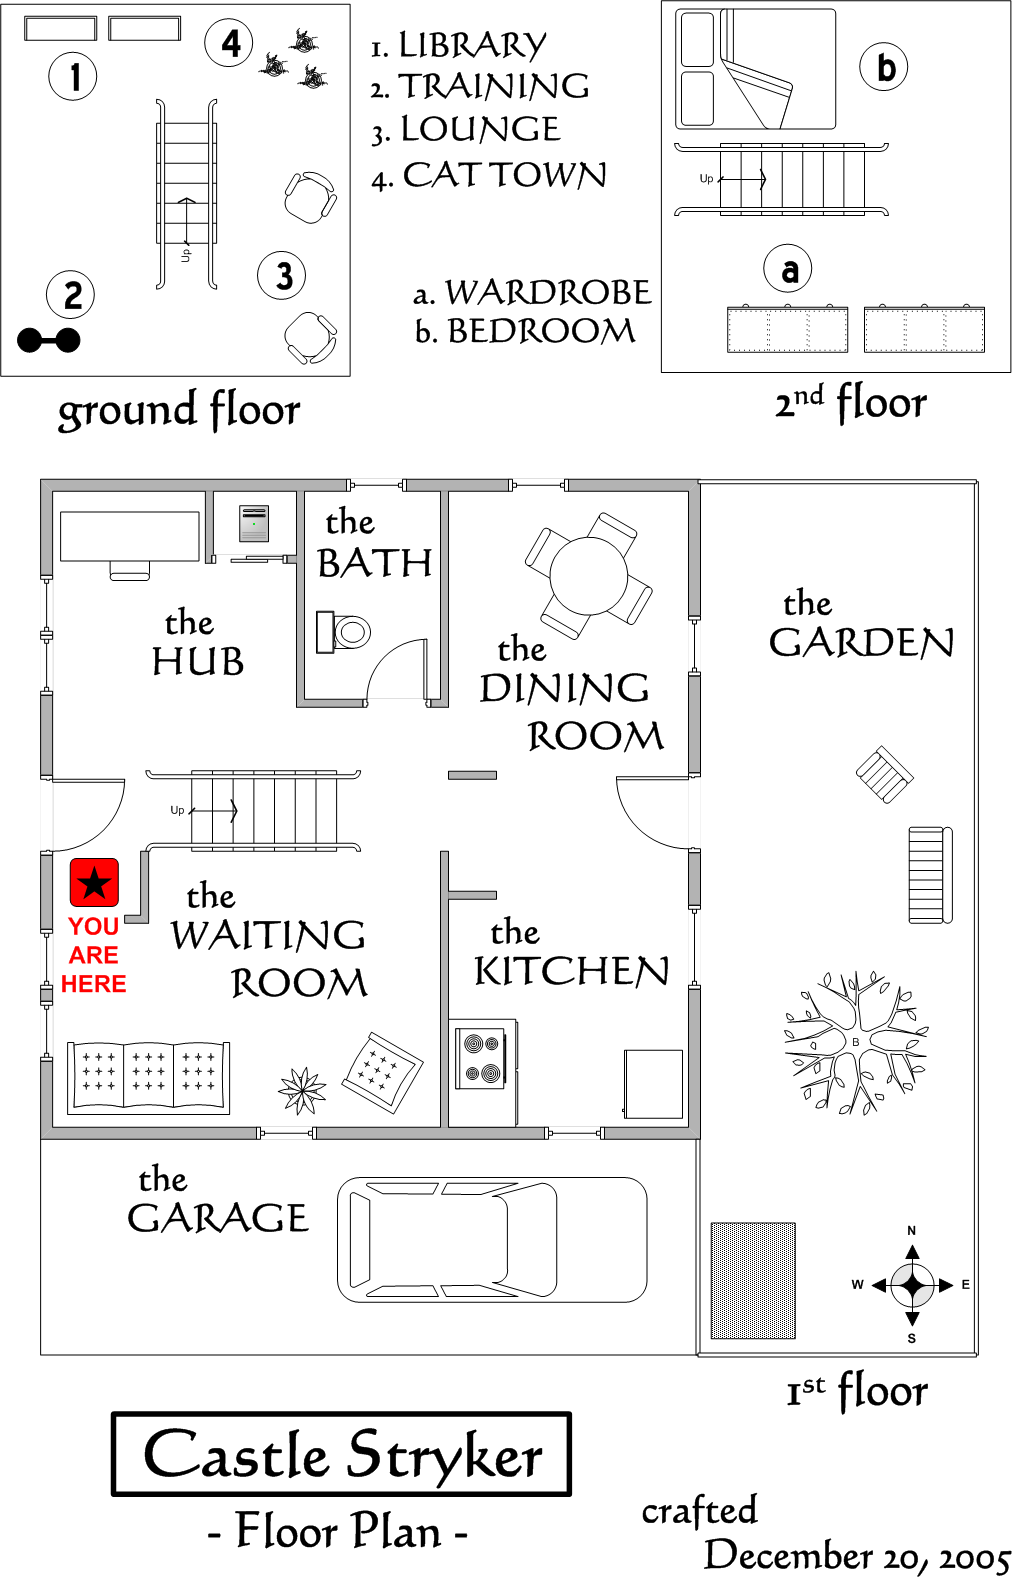 1
4
1. LIBRARY
2. TRAINING
3. LOUNGE
4. CAT TOWN
Up
2
3
ground floor
b
Up
a
a. WARDROBE
b. BEDROOM
2nd floor
the
BATH
the
HUB
the
DINING
ROOM
the
GARDEN
Up
YOU
ARE
HERE
the
WAITING
ROOM
the
KITCHEN
B
the
GARAGE
N
W
E
S
1st floor
Castle Stryker
- Floor Plan -
crafted
December 20, 2005